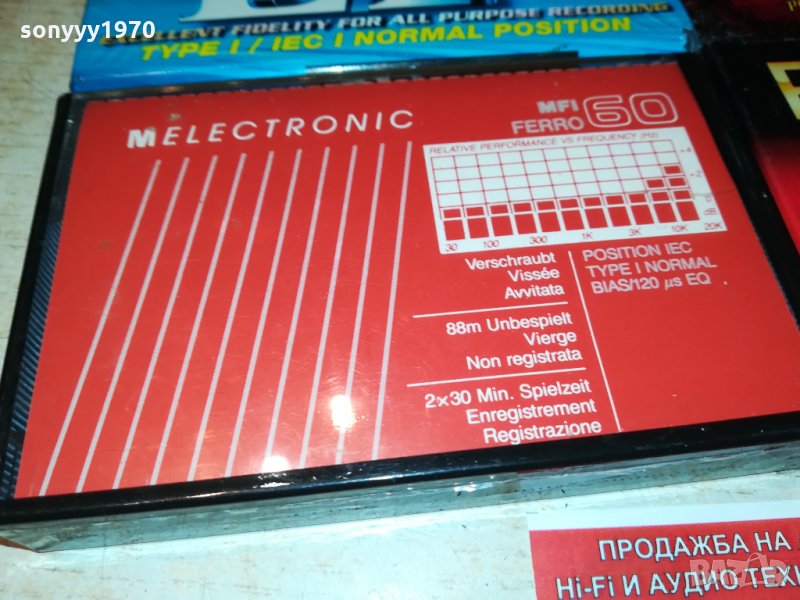 sonyyy1970
EXCELLENT FIDELITY FOR ALL PURPOSE RECORDING
TYPE I / IEC I NORMAL POSITION
MELECTRONIC
MFI
FERRO 60
RELATIVE PERFORMANCE VS FREQUENCY (Hz)
+4
+2
0
dB
30 100 300 1K 3K 10K 20K
Verschraubt
Vissée
Avvitata
POSITION IEC
TYPE I NORMAL
BIAS/120 µs EQ
88m Unbespielt
Vierge
Non registrata
2×30 Min. Spielzeit
Enregistrement
Registrazione
ПРОДАЖБА НА
Hi-Fi И АУДИО ТЕХ
bazar